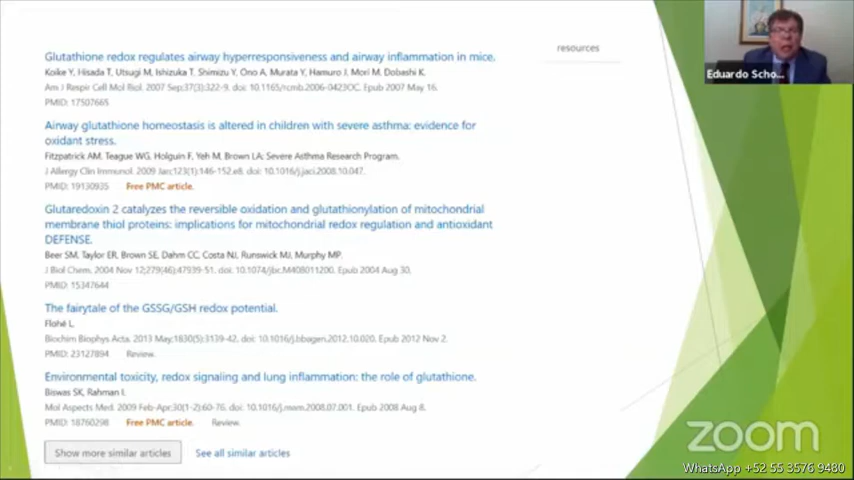 Glutathione redox regulates airway hyperresponsiveness and airway inflammation in mice.
Koike Y, Hisada T, Utsugi M, Ishizuka T, Shimizu Y, Ono A, Murata Y, Hamuro J, Mori M, Dobashi K.
Am J Respir Cell Mol Biol. 2007 Sep;37(3):322-9. doi: 10.1165/rcmb.2006-0423OC. Epub 2007 May 16.
PMID: 17507665
Airway glutathione homeostasis is altered in children with severe asthma: evidence for
oxidant stress.
Fitzpatrick AM, Teague WG, Holguin F, Yeh M, Brown LA; Severe Asthma Research Program.
J Allergy Clin Immunol. 2009 Jan;123(1):146-152.e8. doi: 10.1016/j.jaci.2008.10.047.
PMID: 19130935 Free PMC article.
Glutaredoxin 2 catalyzes the reversible oxidation and glutathionylation of mitochondrial
membrane thiol proteins: implications for mitochondrial redox regulation and antioxidant
DEFENSE.
Beer SM, Taylor ER, Brown SE, Dahm CC, Costa NJ, Runswick MJ, Murphy MP.
J Biol Chem. 2004 Nov 12;279(46):47939-51. doi: 10.1074/jbc.M408011200. Epub 2004 Aug 30.
PMID: 15347644
The fairytale of the GSSG/GSH redox potential.
Flohé L.
Biochim Biophys Acta. 2013 May;1830(5):3139-42. doi: 10.1016/j.bbagen.2012.10.020. Epub 2012 Nov 2.
PMID: 23127894 Review.
Environmental toxicity, redox signaling and lung inflammation: the role of glutathione.
Biswas SK, Rahman I.
Mol Aspects Med. 2009 Feb-Apr;30(1-2):60-76. doi: 10.1016/j.mam.2008.07.001. Epub 2008 Aug 8.
PMID: 18760298 Free PMC article. Review.
Show more similar articles See all similar articles
resources
Eduardo Scho...
zoom
WhatsApp +52 55 3576 9480